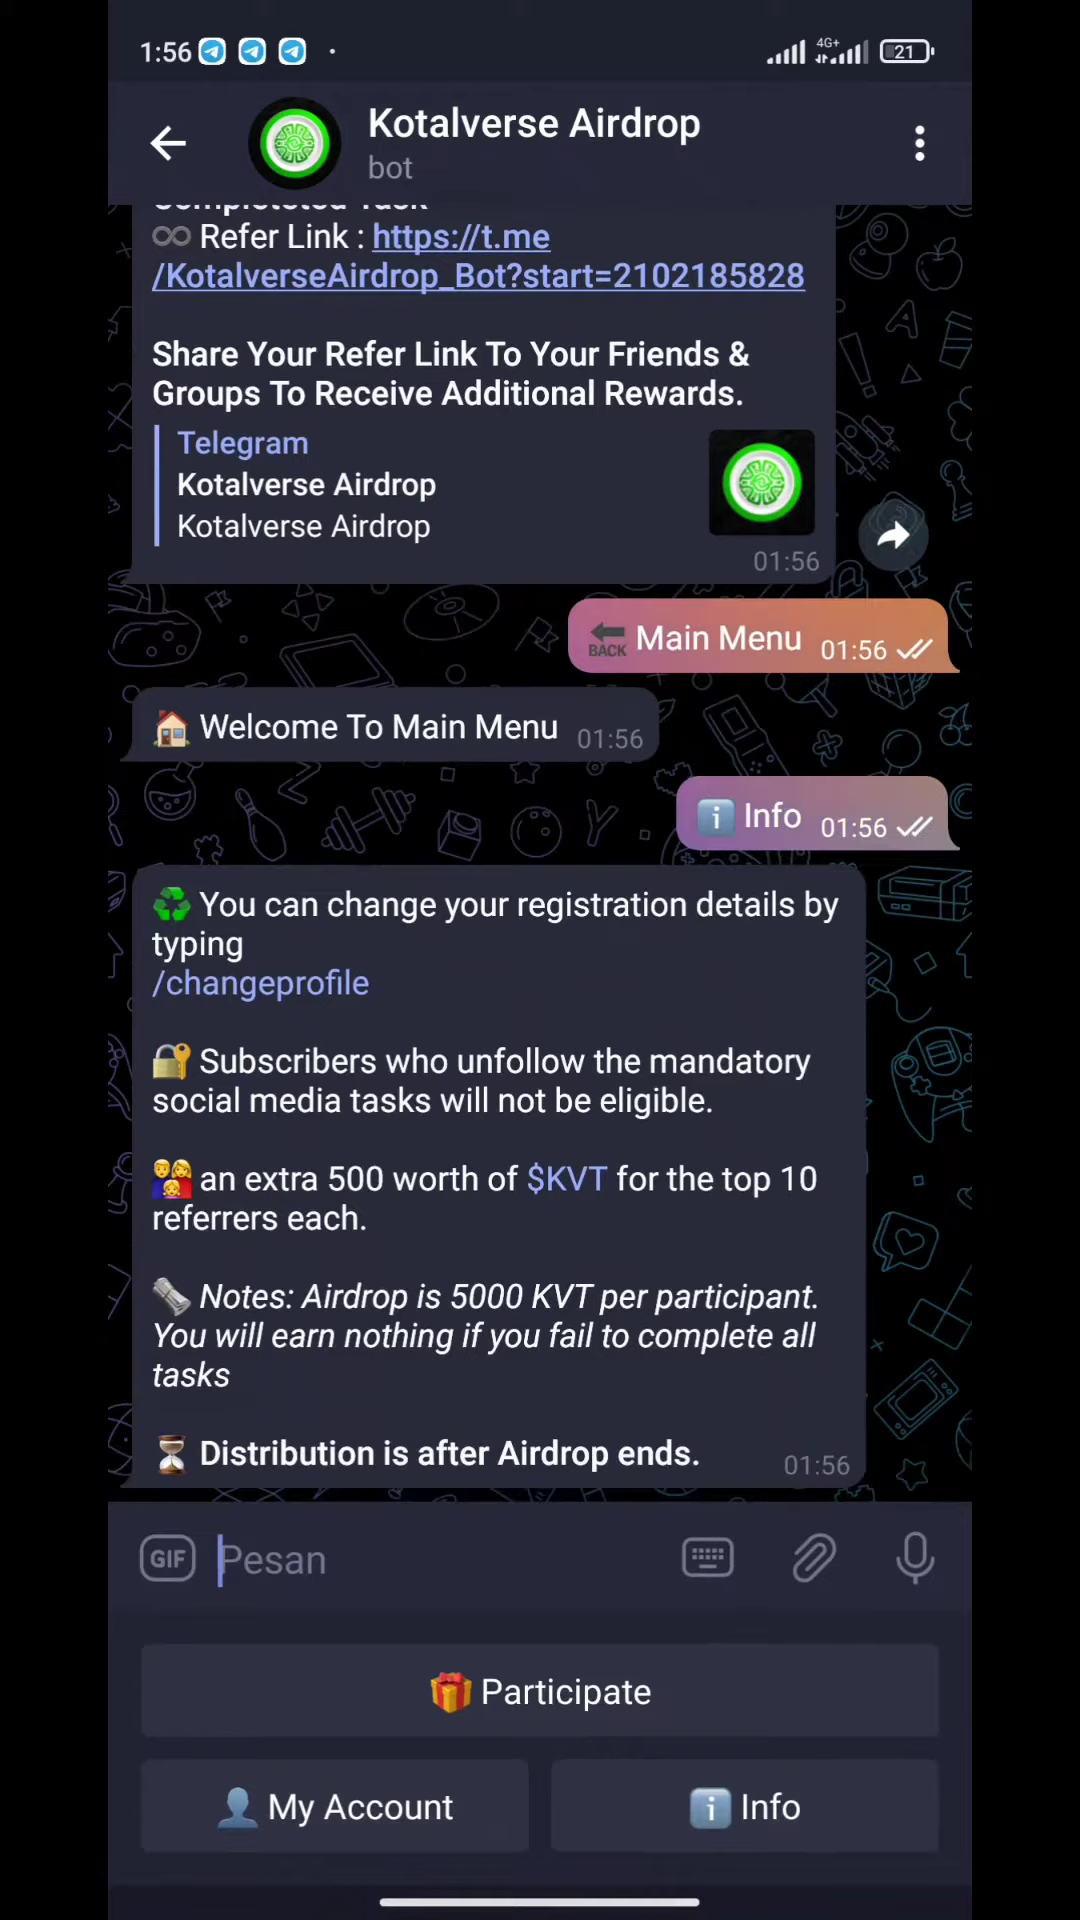 1:56
4G+
21
Kotalverse Airdrop
bot
Completeted Task
Refer Link : https://t.me
/KotalverseAirdrop_Bot?start=2102185828
Share Your Refer Link To Your Friends &
Groups To Receive Additional Rewards.
Telegram
Kotalverse Airdrop
Kotalverse Airdrop
01:56
BACK Main Menu 01:56
Welcome To Main Menu 01:56
Info 01:56
You can change your registration details by
typing
/changeprofile
Subscribers who unfollow the mandatory
social media tasks will not be eligible.
an extra 500 worth of $KVT for the top 10
referrers each.
Notes: Airdrop is 5000 KVT per participant.
You will earn nothing if you fail to complete all
tasks
Distribution is after Airdrop ends. 01:56
GIF Pesan
Participate
My Account
Info